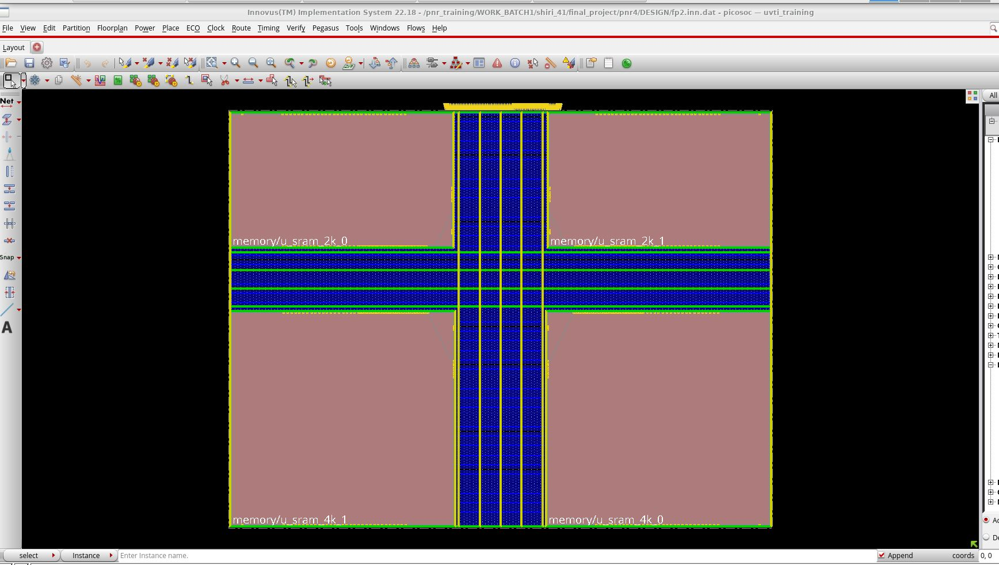 Innovus(TM) Implementation System 22.18 - /pnr_training/WORK_BATCH1/shiri_41/final_project/pnr4/DESIGN/fp2.inn.dat - picosoc — uvti_training
File View Edit Partition Floorplan Power Place ECO Clock Route Timing Verify Pegasus Tools Windows Flows Help
Layout
Net
All
memory/u_sram_2k_0
memory/u_sram_2k_1
Snap
A
memory/u_sram_4k_1
memory/u_sram_4k_0
select Instance Enter Instance name. Append coords 0, 0